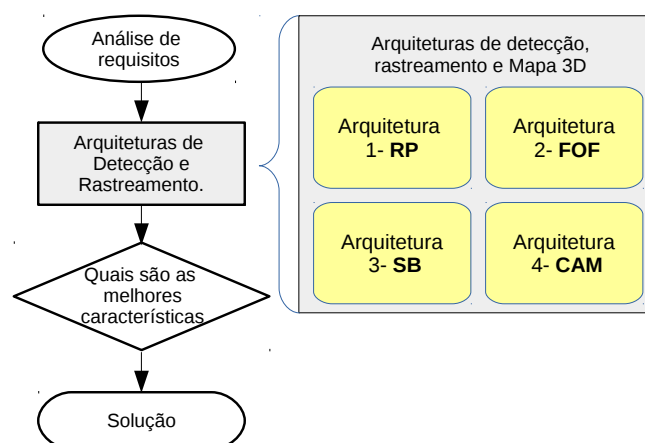 Análise de
requisitos
Arquiteturas de
Detecção e
Rastreamento.
Quais são as
melhores
características
Solução
Arquiteturas de detecção,
rastreamento e Mapa 3D
Arquitetura
1- RP
Arquitetura
2- FOF
Arquitetura
3- SB
Arquitetura
4- CAM